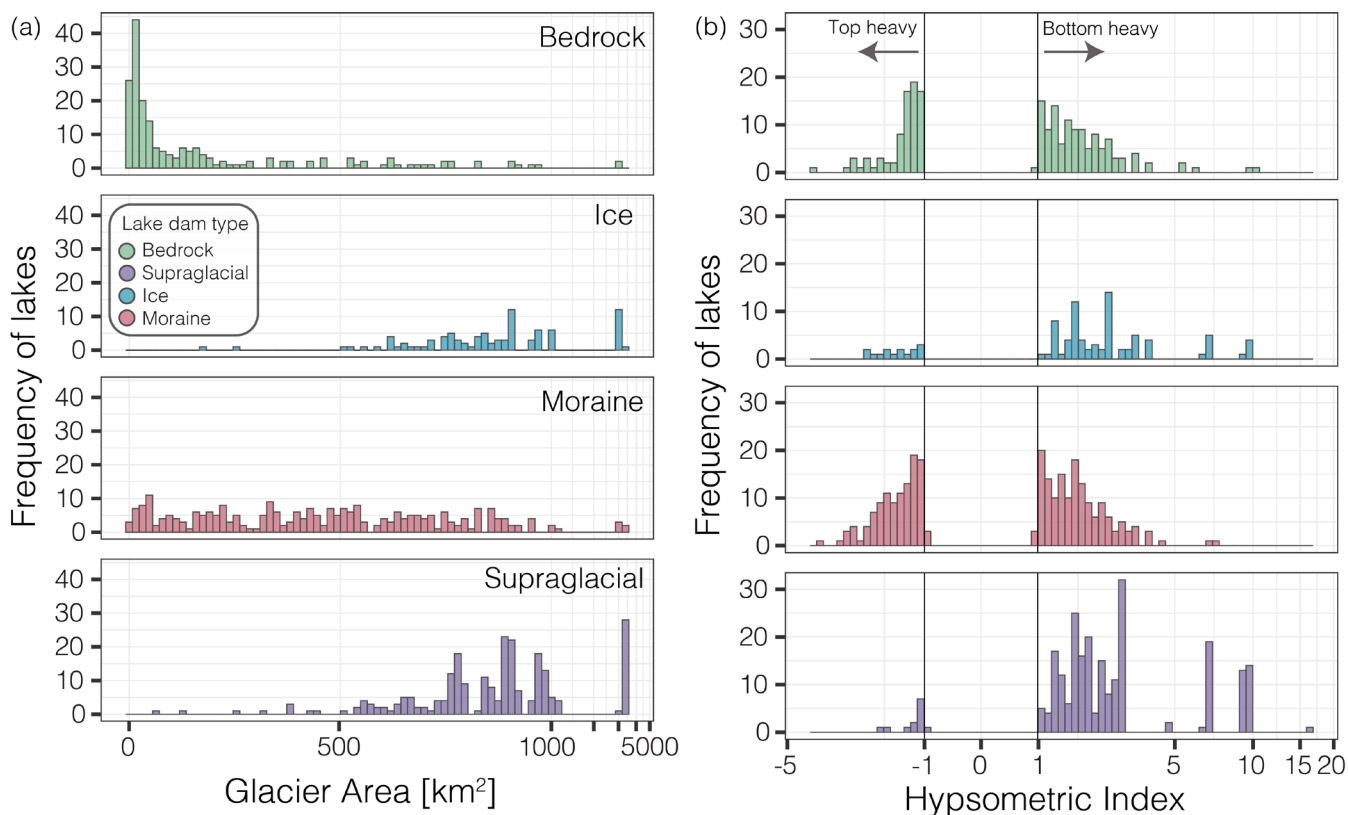 (a)
Frequency of lakes
40
30
20
10
0
Bedrock
40
30
20
10
0
Ice
Lake dam type
Bedrock
Supraglacial
Ice
Moraine
40
30
20
10
0
Moraine
40
30
20
10
0
Supraglacial
0 500 1000 5000
Glacier Area [km²]
(b)
Frequency of lakes
Top heavy
Bottom heavy
30
20
10
0
30
20
10
0
30
20
10
0
30
20
10
0
-5 -1 0 1 5 10 15 20
Hypsometric Index